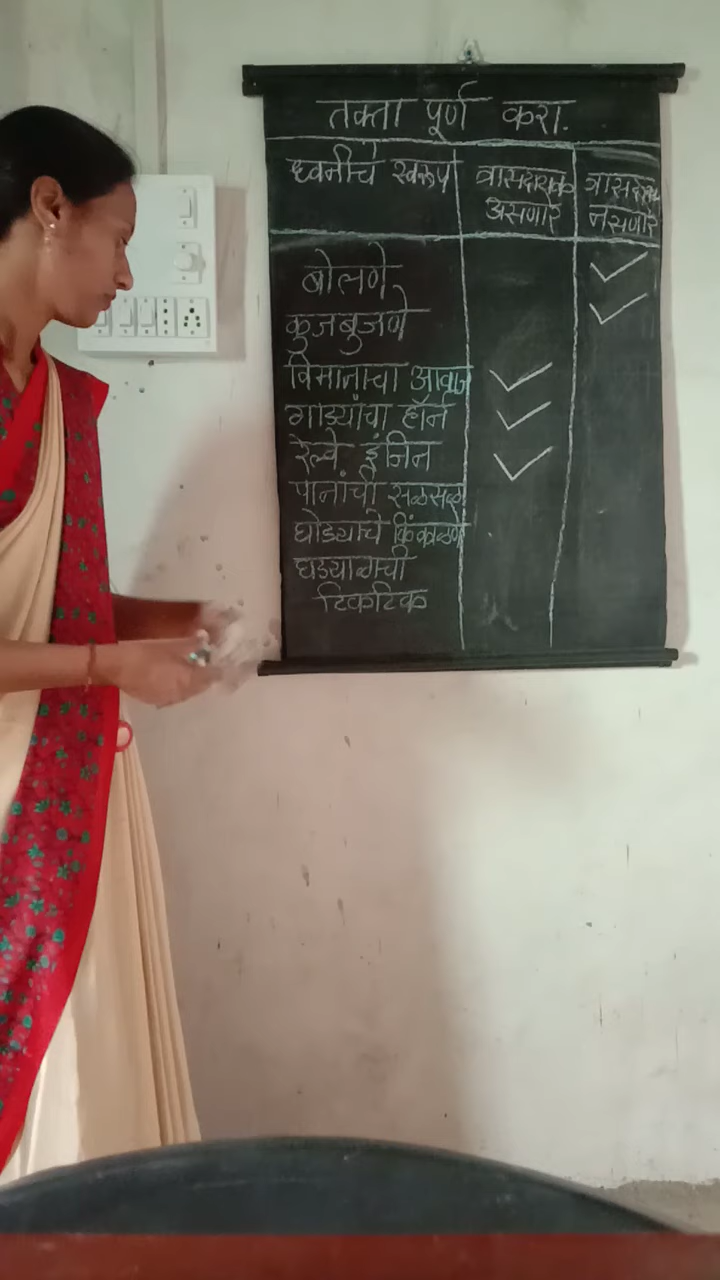 तक्ता पूर्ण करा.
ध्वनीचे स्वरूप त्रासदायक असणारे त्रासदायक नसणारे
बोलणे ✓
कुजबुजणे ✓
विमानाचा आवाज ✓
गाड्यांचा हॉर्न ✓
रेल्वे इंजिन ✓
पानांची सळसळ
घोड्याचे किंकाळणे
घड्याळाची
टिकटिक